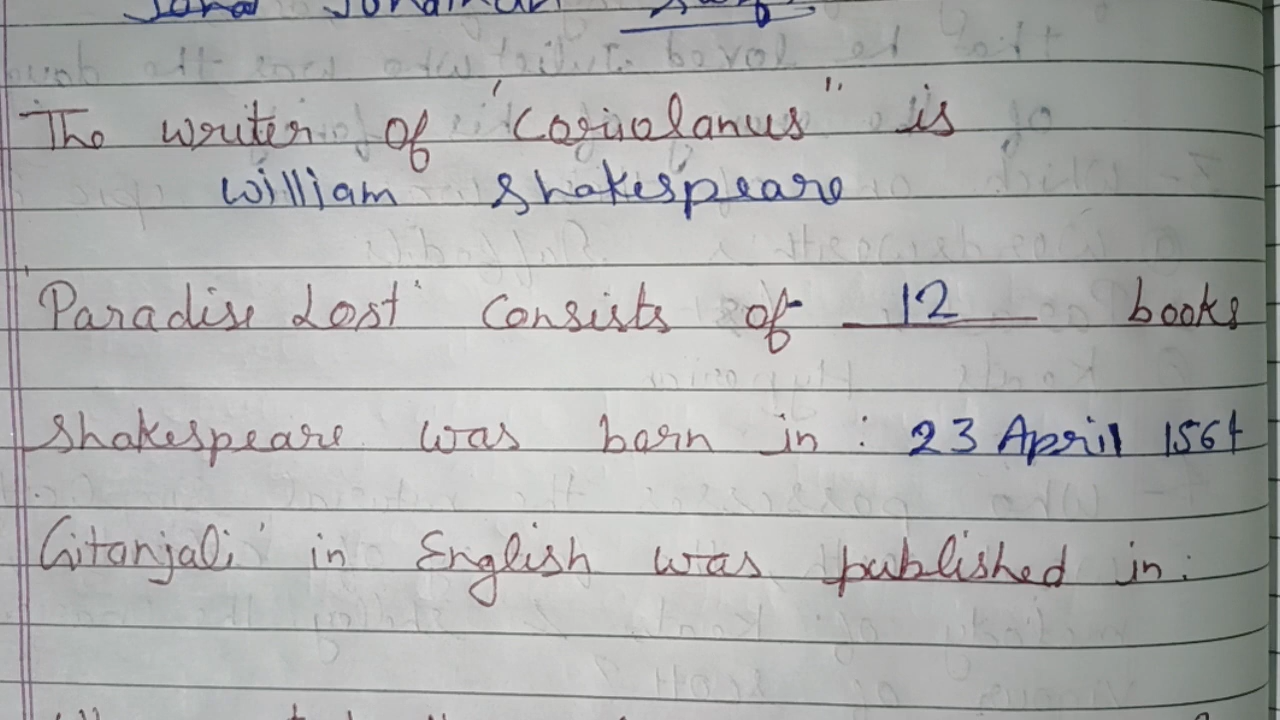 The writer of "Coriolanus" is
William Shakespeare
Paradise Lost' consists of 12 books
Shakespeare was born in : 23 April 1564
Gitanjali' in English was published in: